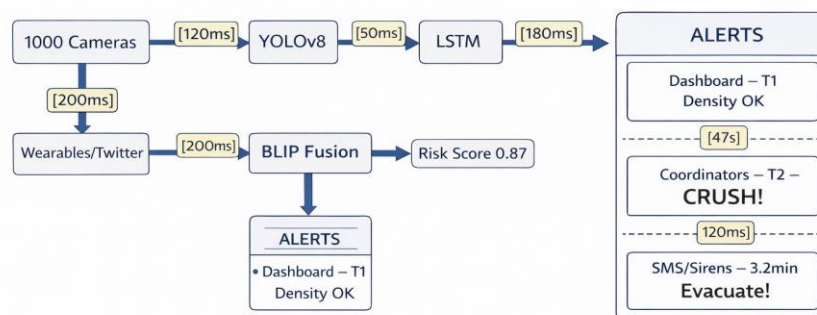 1000 Cameras
[120ms]
YOLOv8
[50ms]
LSTM
[180ms]
[200ms]
Wearables/Twitter
[200ms]
BLIP Fusion
Risk Score 0.87
ALERTS
• Dashboard – T1
Density OK
ALERTS
Dashboard – T1
Density OK
[47s]
Coordinators – T2 –
CRUSH!
120ms]
SMS/Sirens – 3.2min
Evacuate!